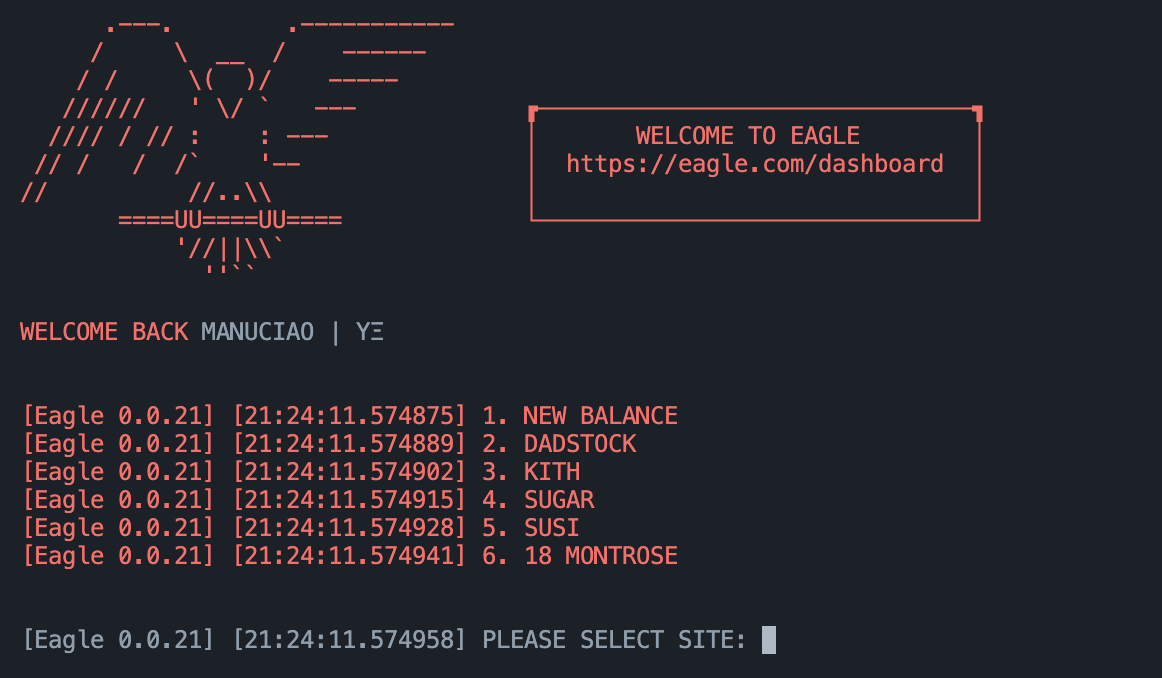 WELCOME TO EAGLE
https://eagle.com/dashboard
WELCOME BACK MANUCIAO | YΞ
[Eagle 0.0.21] [21:24:11.574875] 1. NEW BALANCE
[Eagle 0.0.21] [21:24:11.574889] 2. DADSTOCK
[Eagle 0.0.21] [21:24:11.574902] 3. KITH
[Eagle 0.0.21] [21:24:11.574915] 4. SUGAR
[Eagle 0.0.21] [21:24:11.574928] 5. SUSI
[Eagle 0.0.21] [21:24:11.574941] 6. 18 MONTROSE
[Eagle 0.0.21] [21:24:11.574958] PLEASE SELECT SITE: